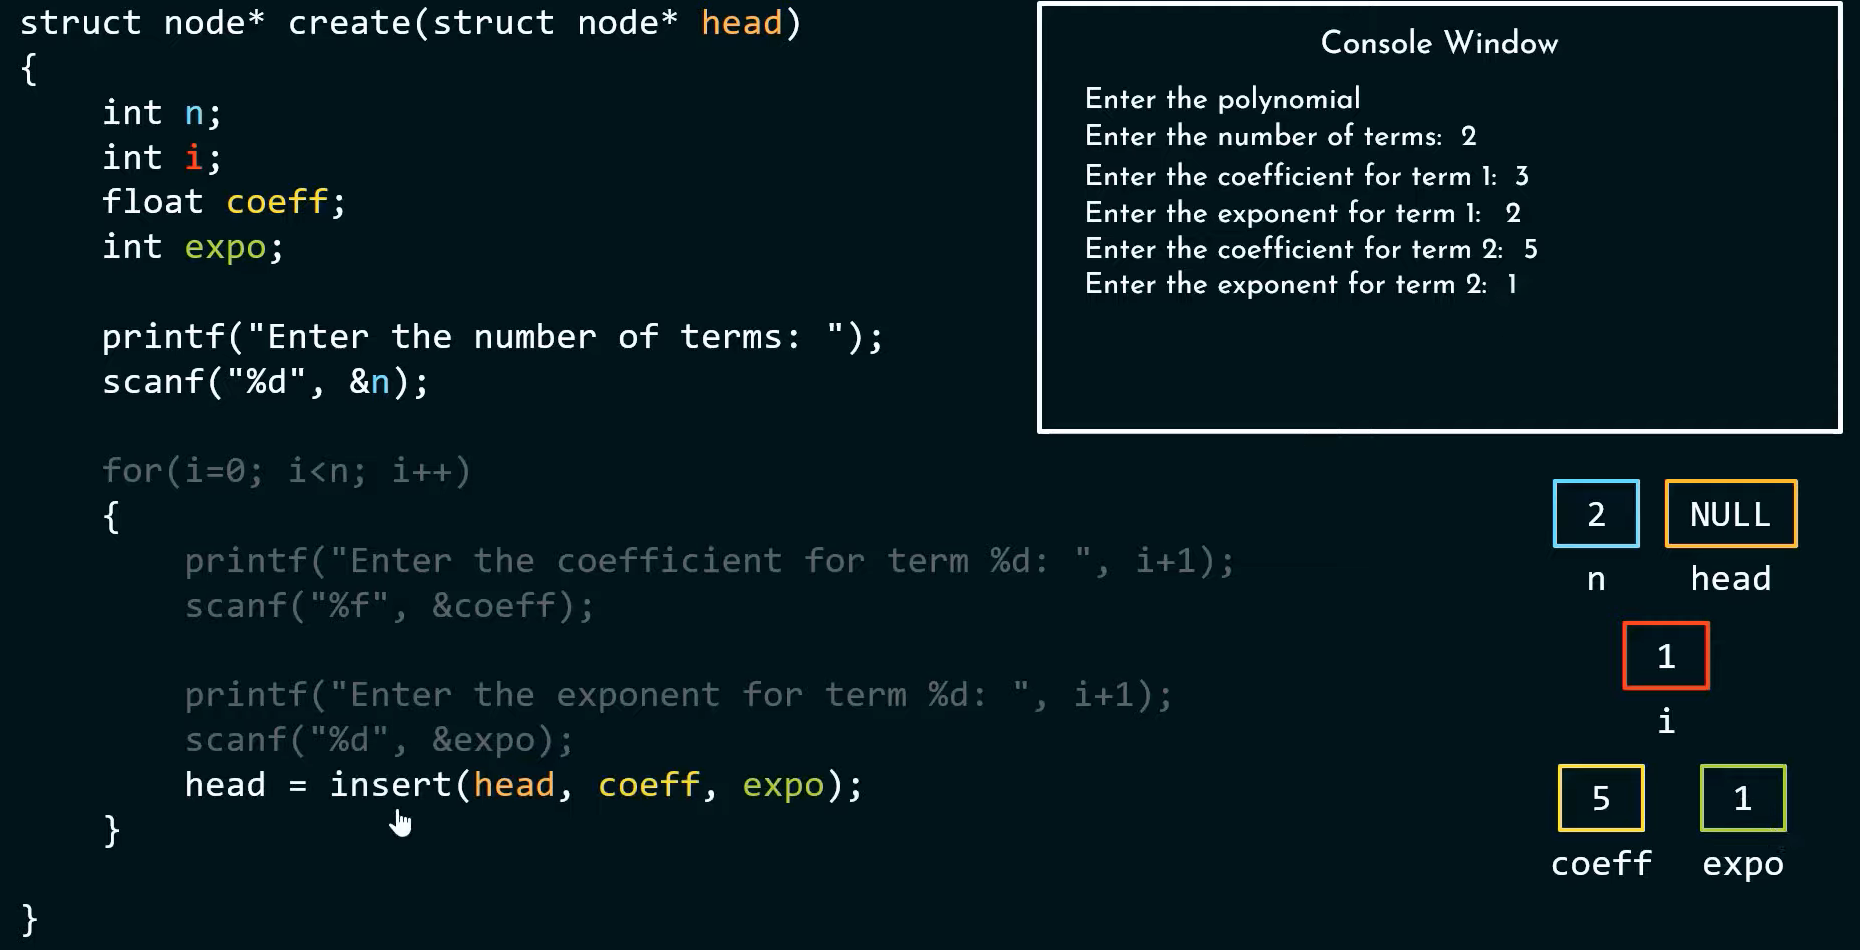 struct node* create(struct node* head)
{
    int n;
    int i;
    float coeff;
    int expo;
    printf("Enter the number of terms: ");
    scanf("%d", &n);
    for(i=0; i<n; i++)
    {
        printf("Enter the coefficient for term %d: ", i+1);
        scanf("%f", &coeff);
        printf("Enter the exponent for term %d: ", i+1);
        scanf("%d", &expo);
        head = insert(head, coeff, expo);
    }
}
Console Window
Enter the polynomial
Enter the number of terms: 2
Enter the coefficient for term 1: 3
Enter the exponent for term 1: 2
Enter the coefficient for term 2: 5
Enter the exponent for term 2: 1
2 NULL
n head
1
i
5 1
coeff expo